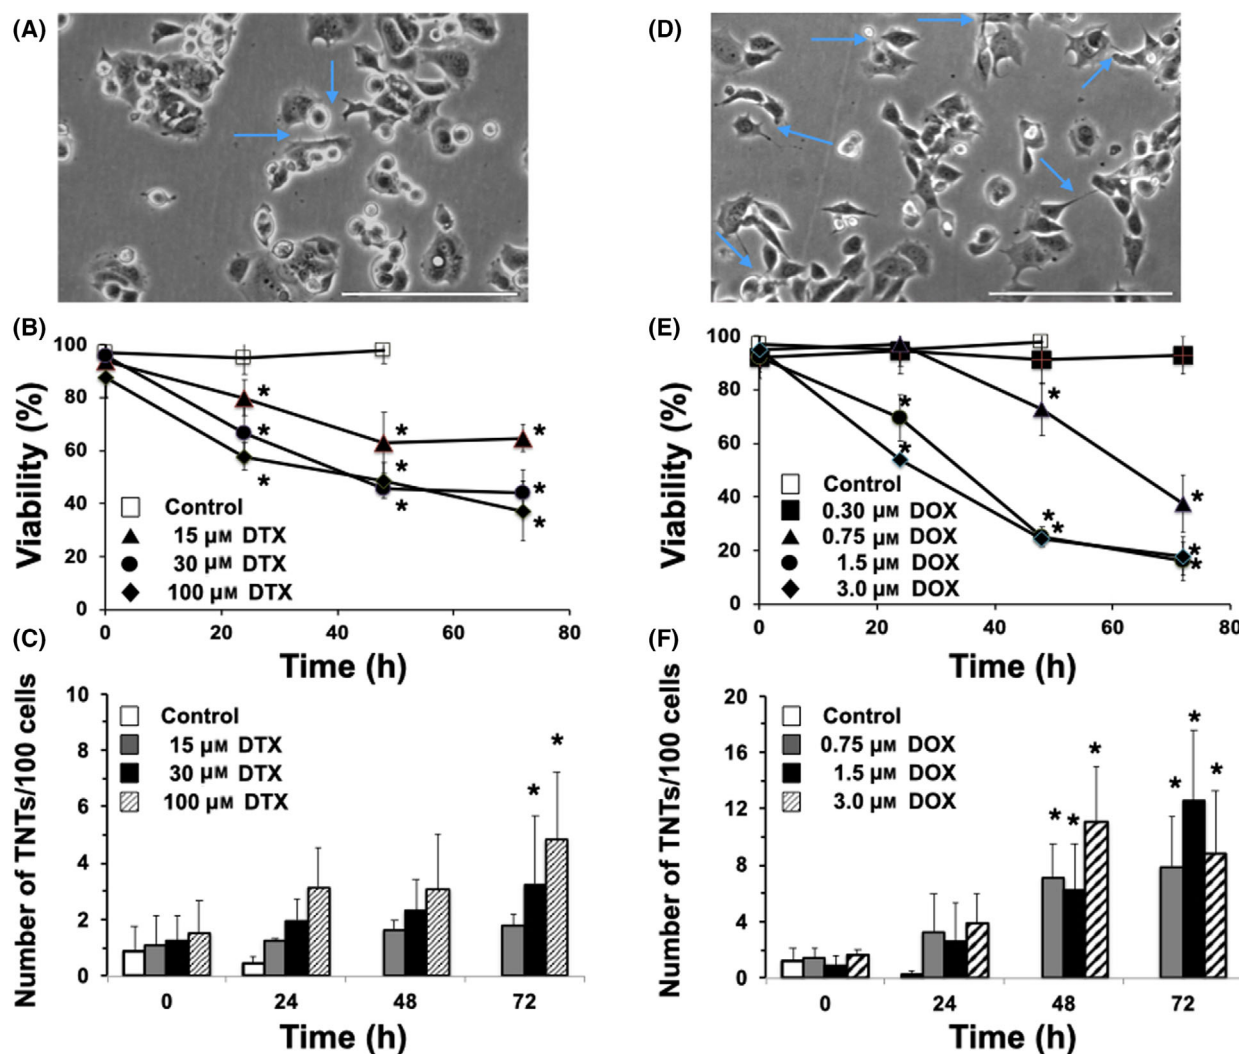 (A)
(D)
(B)
100
80
60
40
20
0
Viability (%)
Control
15 µM DTX
30 µM DTX
100 µM DTX
*
*
*
*
*
*
*
*
*
0 20 40 60 80
Time (h)
(E)
100
80
60
40
20
0
Viability (%)
Control
0.30 µM DOX
0.75 µM DOX
1.5 µM DOX
3.0 µM DOX
*
*
*
*
*
*
*
*
0 20 40 60 80
Time (h)
(C)
10
8
6
4
2
0
Number of TNTs/100 cells
Control
15 µM DTX
30 µM DTX
100 µM DTX
*
*
0 24 48 72
Time (h)
(F)
20
16
12
8
4
0
Number of TNTs/100 cells
Control
0.75 µM DOX
1.5 µM DOX
3.0 µM DOX
* * *
* * *
0 24 48 72
Time (h)